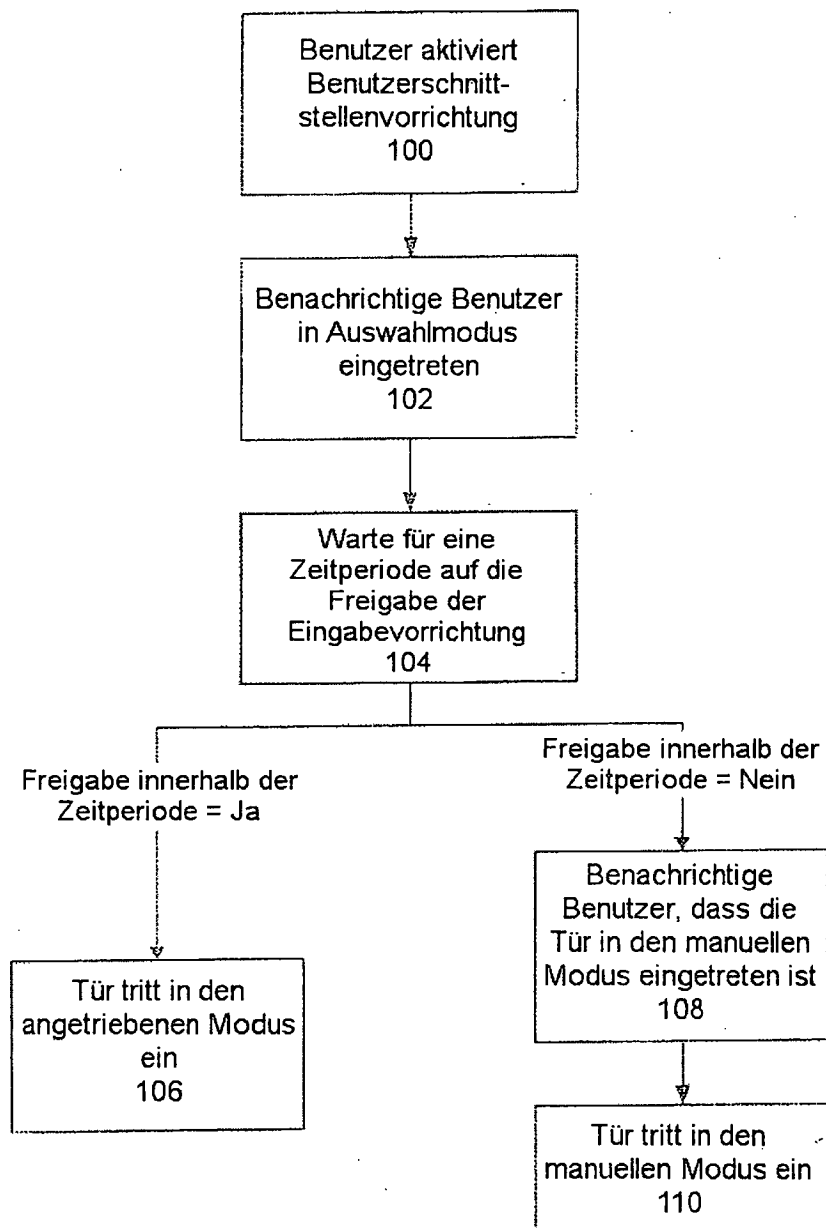 Benutzer aktiviert
Benutzerschnitt-
stellenvorrichtung
100
Benachrichtige Benutzer
in Auswahlmodus
eingetreten
102
Warte für eine
Zeitperiode auf die
Freigabe der
Eingabevorrichtung
104
Freigabe innerhalb der
Zeitperiode = Ja
Tür tritt in den
angetriebenen Modus
ein
106
Freigabe innerhalb der
Zeitperiode = Nein
Benachrichtige
Benutzer, dass die
Tür in den manuellen
Modus eingetreten ist
108
Tür tritt in den
manuellen Modus ein
110